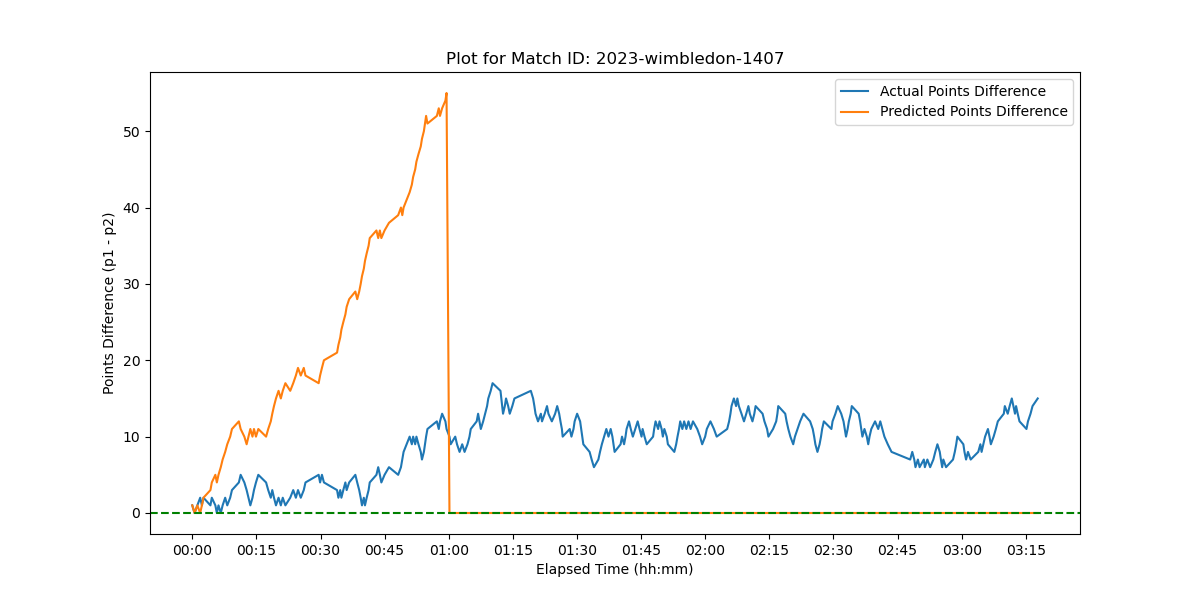 Plot for Match ID: 2023-wimbledon-1407
Actual Points Difference
Predicted Points Difference
Points Difference (p1 - p2)
50
40
30
20
10
0
00:00 00:15 00:30 00:45 01:00 01:15 01:30 01:45 02:00 02:15 02:30 02:45 03:00 03:15
Elapsed Time (hh:mm)